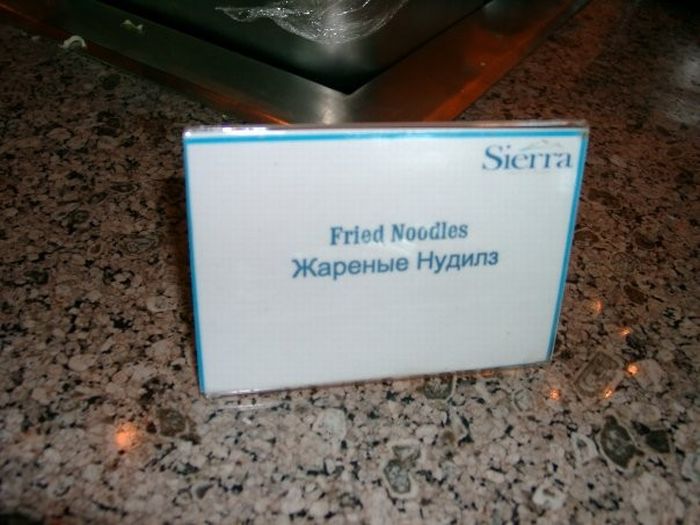 Sierra
Fried Noodles
Жареные Нудилз